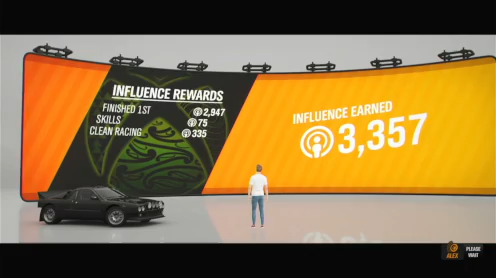 INFLUENCE REWARDS
FINISHED 1ST 2,947
SKILLS 75
CLEAN RACING 335
INFLUENCE EARNED
3,357
ALEX
PLEASE
WAIT